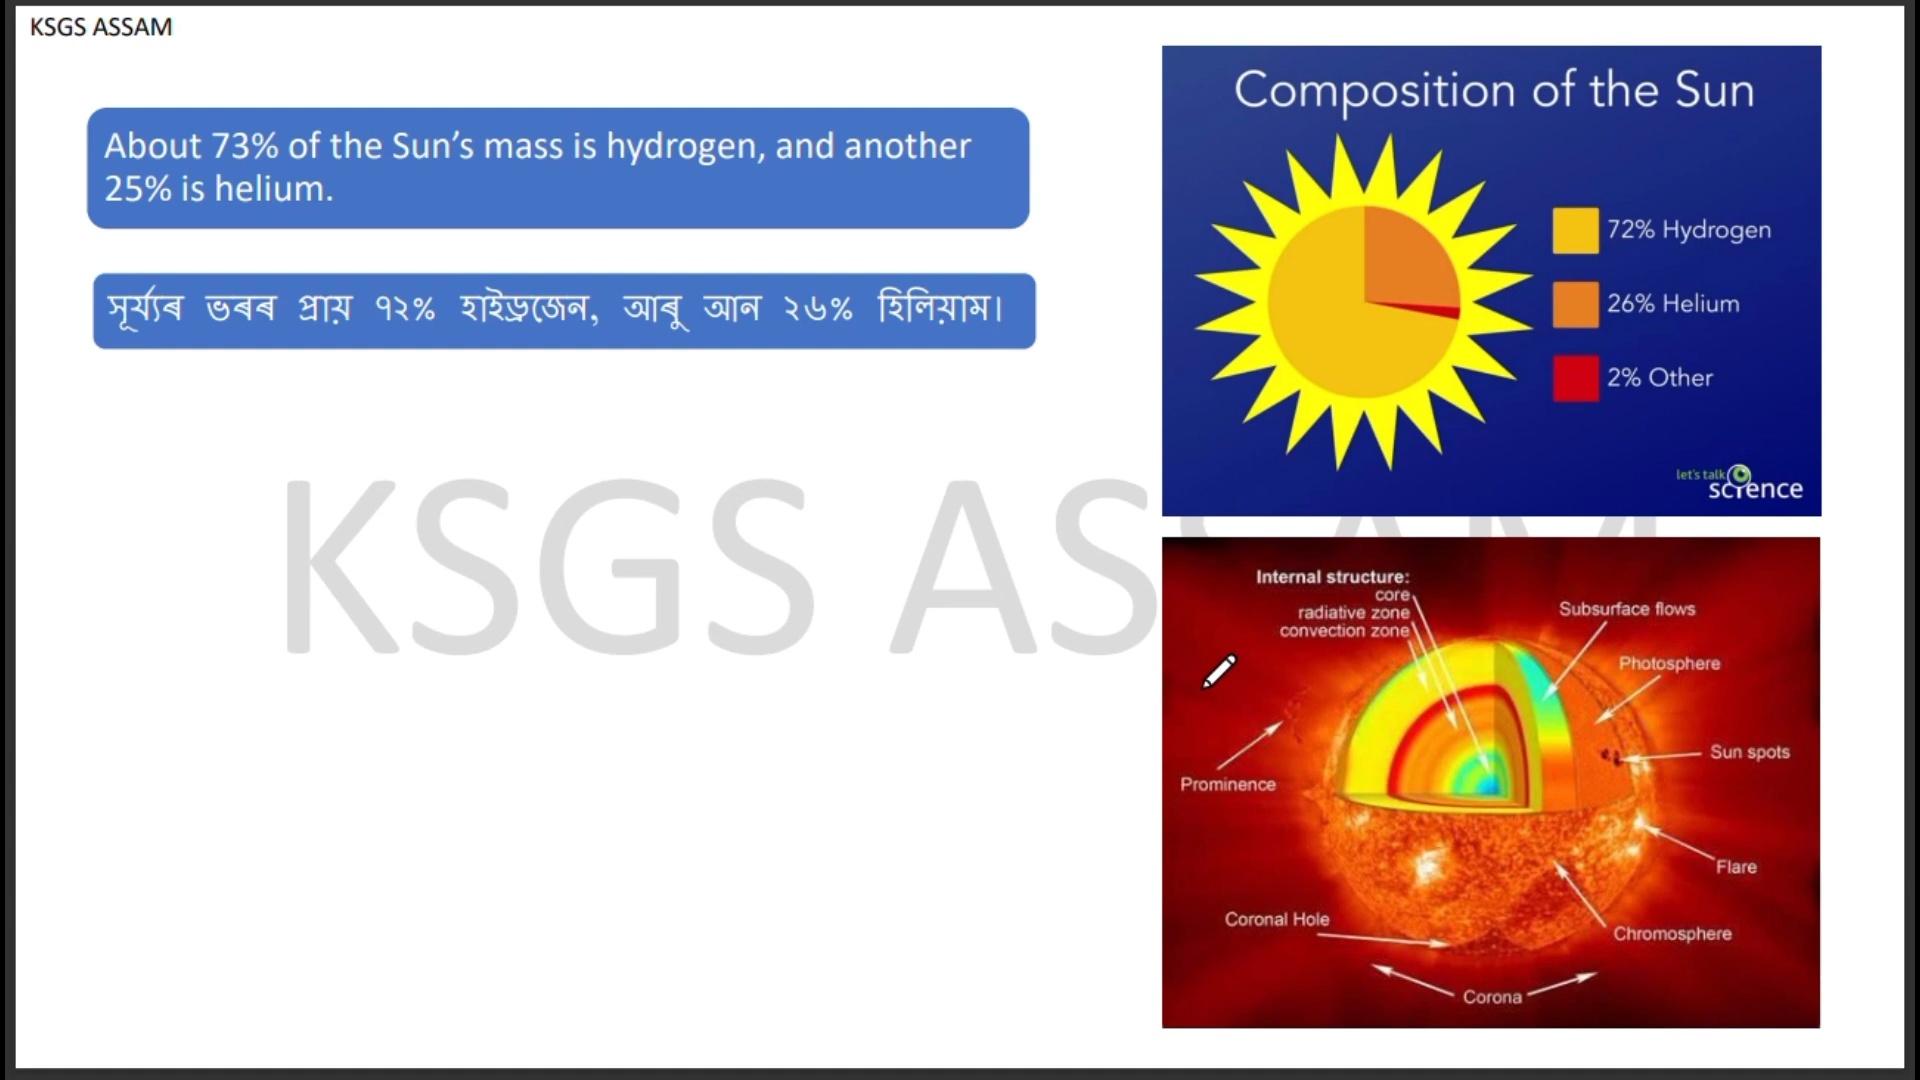 KSGS ASSAM
About 73% of the Sun’s mass is hydrogen, and another
25% is helium.
সূৰ্য্যৰ ভৰৰ প্ৰায় ৭২% হাইড্ৰজেন, আৰু আন ২৬% হিলিয়াম।
Composition of the Sun
72% Hydrogen
26% Helium
2% Other
let's talk
science
KSGS ASSAM
Internal structure:
core
radiative zone
convection zone
Subsurface flows
Photosphere
Sun spots
Prominence
Flare
Coronal Hole
Chromosphere
Corona